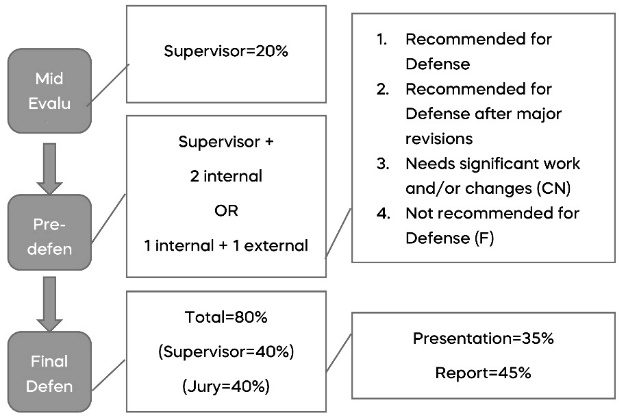 Mid
Evalu
Supervisor=20%
Pre-
defen
Supervisor +
2 internal
OR
1 internal + 1 external
1. Recommended for
Defense
2. Recommended for
Defense after major
revisions
3. Needs significant work
and/or changes (CN)
4. Not recommended for
Defense (F)
Final
Defen
Total=80%
(Supervisor=40%)
(Jury=40%)
Presentation=35%
Report=45%